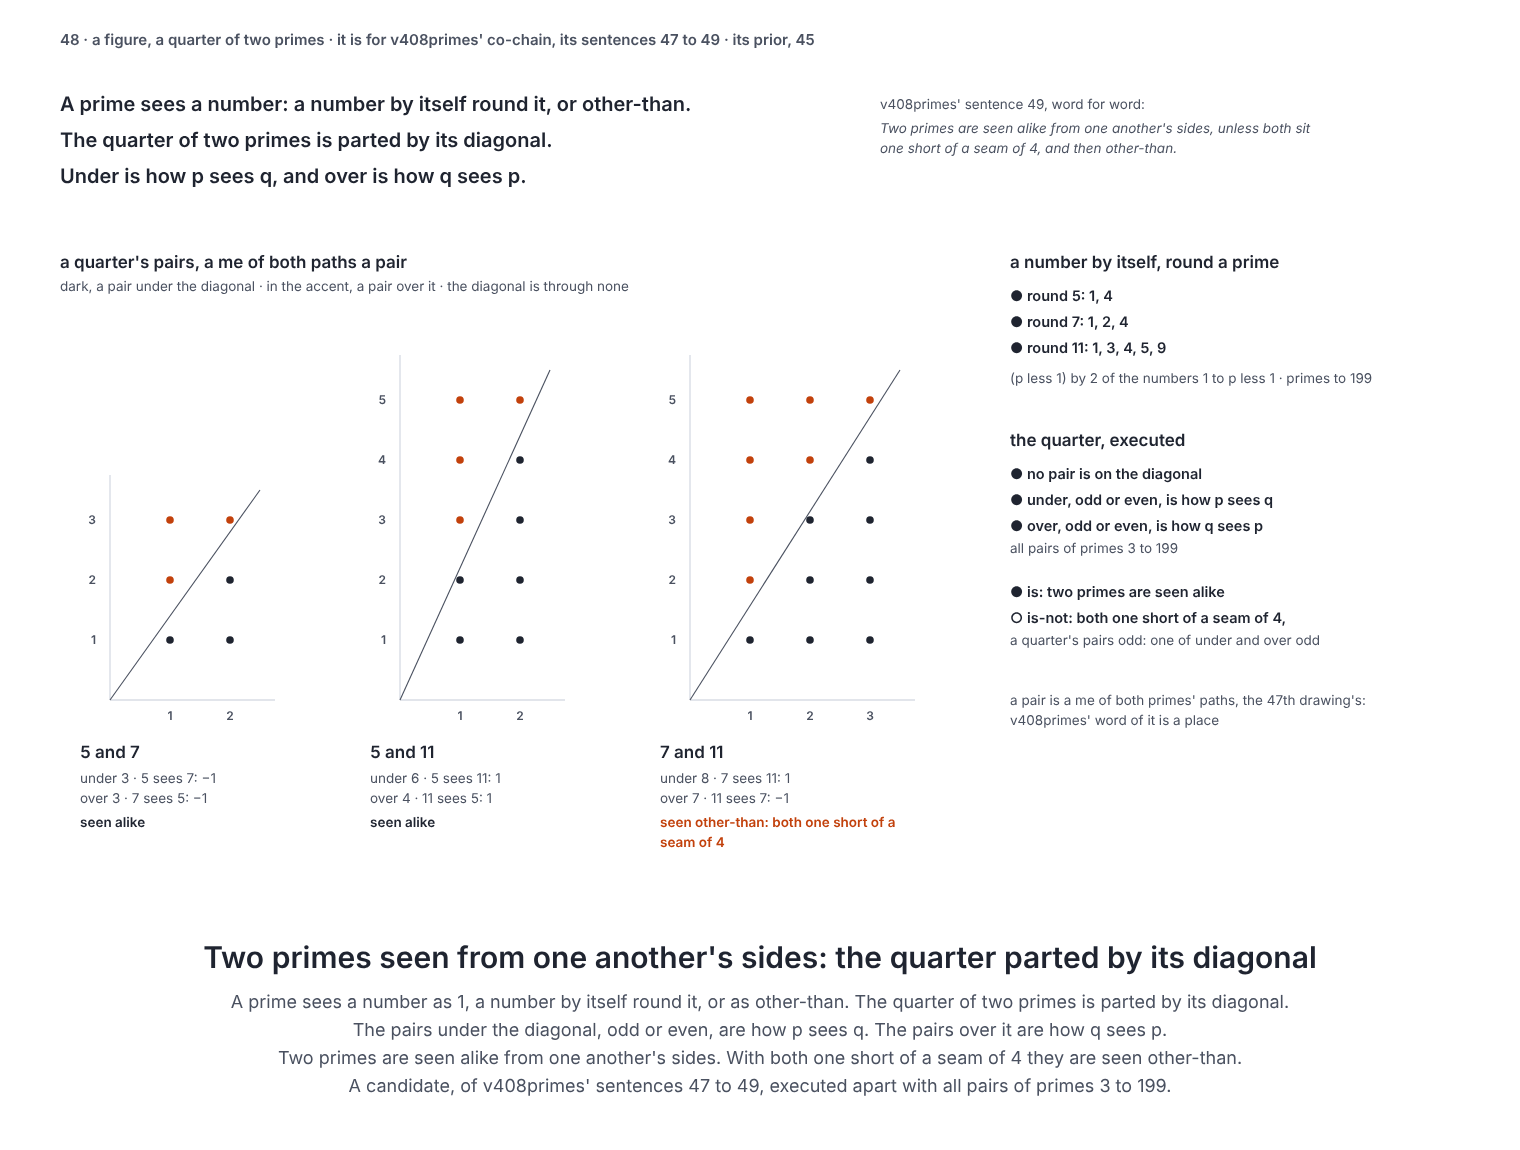 48 · a figure, a quarter of two primes · it is for v408primes' co-chain, its sentences 47 to 49 · its prior, 45
A prime sees a number: a number by itself round it, or other-than.
The quarter of two primes is parted by its diagonal.
Under is how p sees q, and over is how q sees p.
v408primes' sentence 49, word for word:
Two primes are seen alike from one another's sides, unless both sit
one short of a seam of 4, and then other-than.
a quarter's pairs, a me of both paths a pair
dark, a pair under the diagonal · in the accent, a pair over it · the diagonal is through none
3
2
1
1 2
5 and 7
under 3 · 5 sees 7: −1
over 3 · 7 sees 5: −1
seen alike
5
4
3
2
1
1 2
5 and 11
under 6 · 5 sees 11: 1
over 4 · 11 sees 5: 1
seen alike
5
4
3
2
1
1 2 3
7 and 11
under 8 · 7 sees 11: 1
over 7 · 11 sees 7: −1
seen other-than: both one short of a
seam of 4
a number by itself, round a prime
round 5: 1, 4
round 7: 1, 2, 4
round 11: 1, 3, 4, 5, 9
(p less 1) by 2 of the numbers 1 to p less 1 · primes to 199
the quarter, executed
no pair is on the diagonal
under, odd or even, is how p sees q
over, odd or even, is how q sees p
all pairs of primes 3 to 199
is: two primes are seen alike
is-not: both one short of a seam of 4,
a quarter's pairs odd: one of under and over odd
a pair is a me of both primes' paths, the 47th drawing's:
v408primes' word of it is a place
Two primes seen from one another's sides: the quarter parted by its diagonal
A prime sees a number as 1, a number by itself round it, or as other-than. The quarter of two primes is parted by its diagonal.
The pairs under the diagonal, odd or even, are how p sees q. The pairs over it are how q sees p.
Two primes are seen alike from one another's sides. With both one short of a seam of 4 they are seen other-than.
A candidate, of v408primes' sentences 47 to 49, executed apart with all pairs of primes 3 to 199.